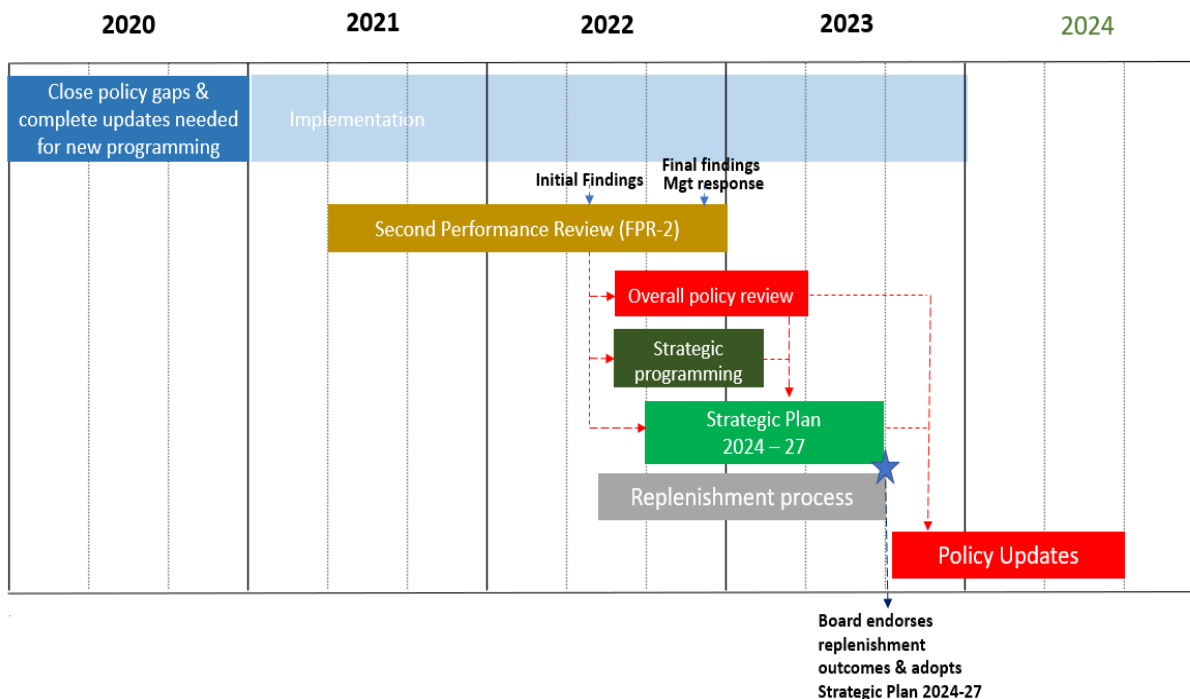 2020
2021
2022
2023
2024
Close policy gaps &
complete updates needed
for new programming
Implementation
Initial Findings
Final findings
Mgt response
Second Performance Review (FPR-2)
Overall policy review
Strategic
programming
Strategic Plan
2024 – 27
Replenishment process
Policy Updates
Board endorses
replenishment
outcomes & adopts
Strategic Plan 2024-27